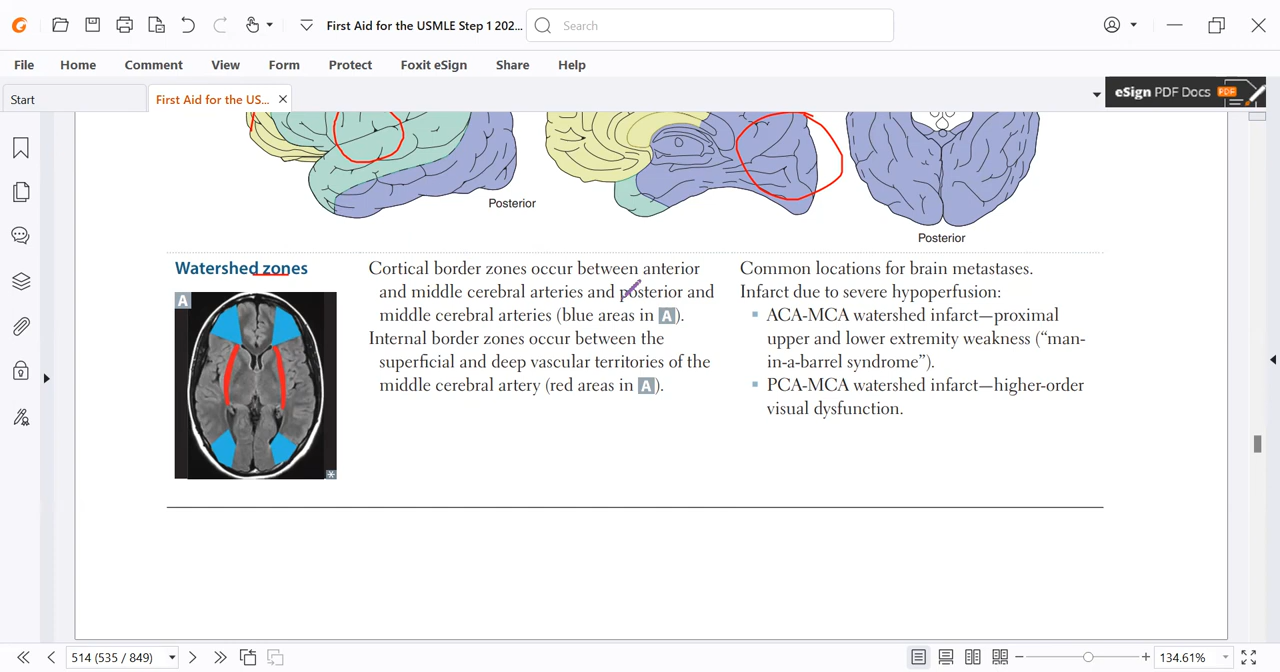 First Aid for the USMLE Step 1 202...
Search
File
Home
Comment
View
Form
Protect
Foxit eSign
Share
Help
Start
First Aid for the US...
eSign PDF Docs
PDF
Posterior
Posterior
Watershed zones
A
Cortical border zones occur between anterior
and middle cerebral arteries and posterior and
middle cerebral arteries (blue areas in A).
Internal border zones occur between the
superficial and deep vascular territories of the
middle cerebral artery (red areas in A).
Common locations for brain metastases.
Infarct due to severe hypoperfusion:
▪ ACA-MCA watershed infarct—proximal
upper and lower extremity weakness (“man-
in-a-barrel syndrome”).
▪ PCA-MCA watershed infarct—higher-order
visual dysfunction.
514 (535 / 849)
134.61%